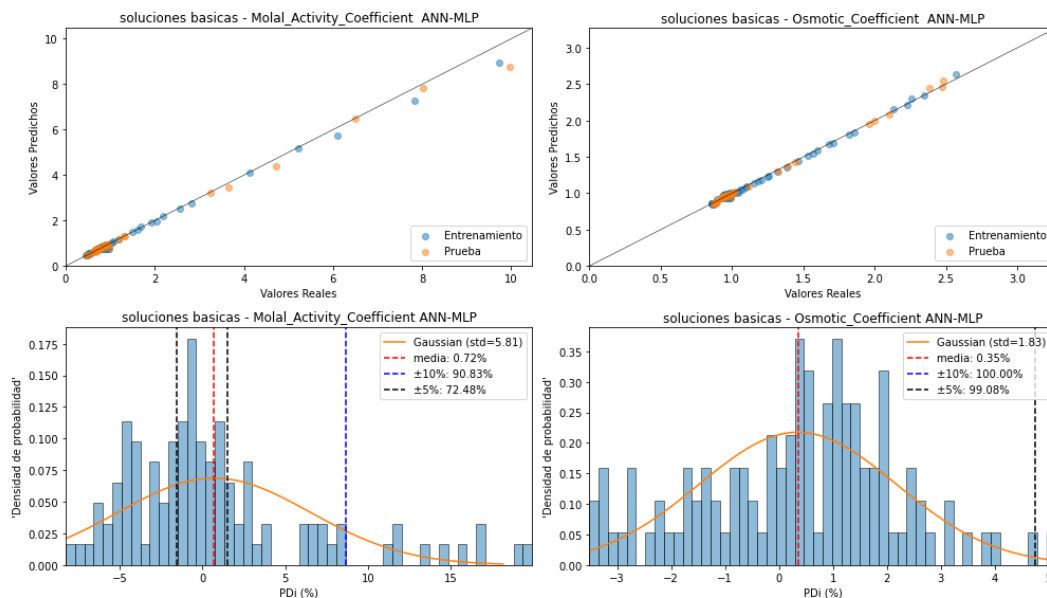 soluciones basicas - Molal_Activity_Coefficient ANN-MLP
10
8
6
4
2
0
Valores Predichos
Entrenamiento
Prueba
0 2 4 6 8 10
Valores Reales
soluciones basicas - Osmotic_Coefficient ANN-MLP
3.0
2.5
2.0
1.5
1.0
0.5
0.0
Valores Predichos
Entrenamiento
Prueba
0.0 0.5 1.0 1.5 2.0 2.5 3.0
Valores Reales
soluciones basicas - Molal_Activity_Coefficient ANN-MLP
0.175
0.150
0.125
0.100
0.075
0.050
0.025
0.000
'Densidad de probabilidad'
Gaussian (std=5.81)
media: 0.72%
±10%: 90.83%
±5%: 72.48%
-5 0 5 10 15
PDi (%)
soluciones basicas - Osmotic_Coefficient ANN-MLP
0.35
0.30
0.25
0.20
0.15
0.10
0.05
0.00
'Densidad de probabilidad'
Gaussian (std=1.83)
media: 0.35%
±10%: 100.00%
±5%: 99.08%
-3 -2 -1 0 1 2 3 4
PDi (%)